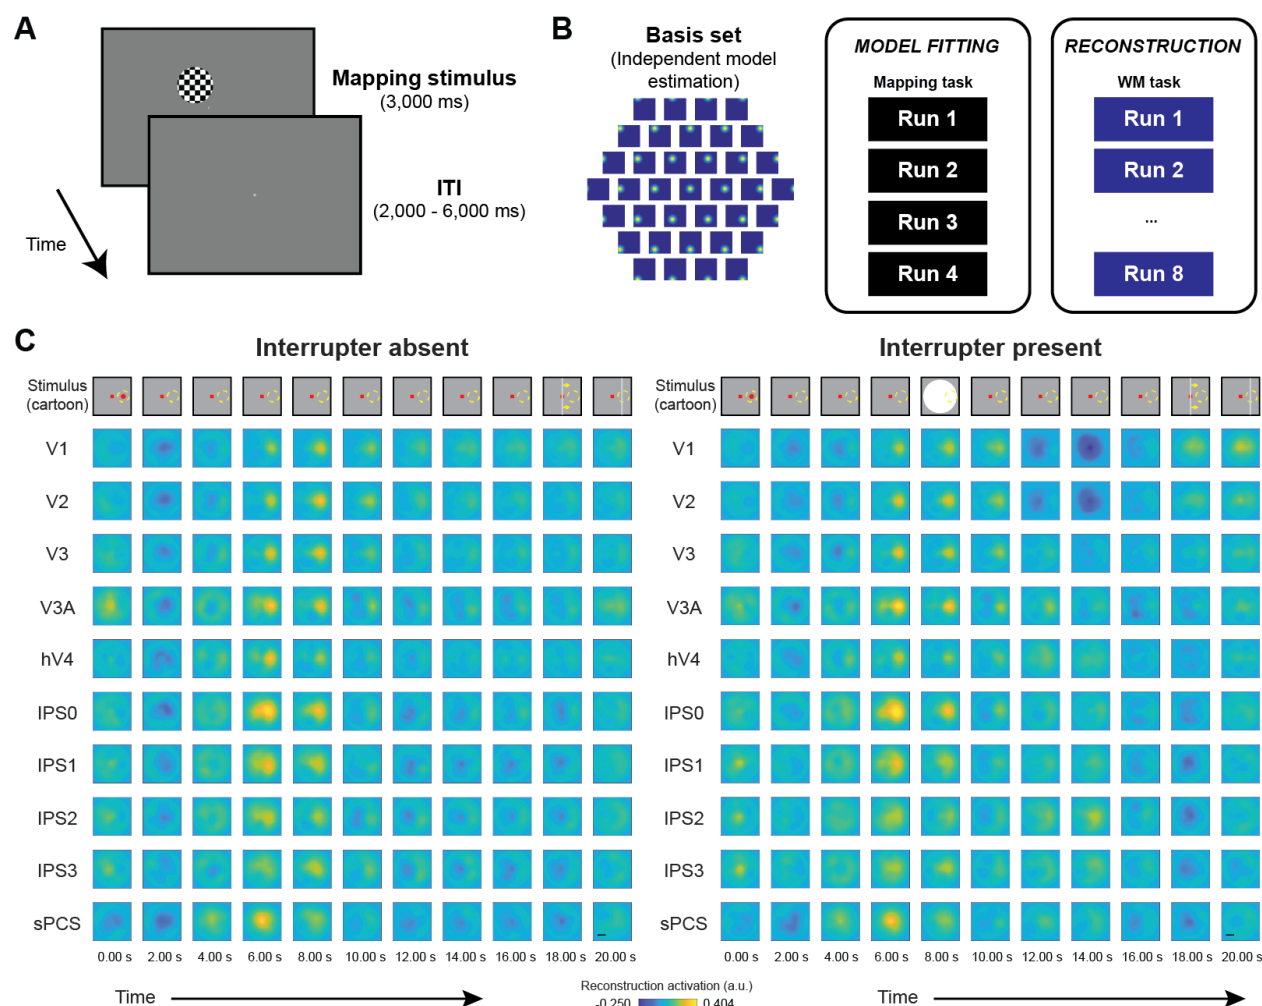 A
Mapping stimulus
(3,000 ms)
ITI
(2,000 - 6,000 ms)
Time
B
Basis set
(Independent model
estimation)
MODEL FITTING
Mapping task
Run 1
Run 2
Run 3
Run 4
RECONSTRUCTION
WM task
Run 1
Run 2
...
Run 8
C
Interrupter absent
Interrupter present
Stimulus
(cartoon)
V1
V2
V3
V3A
hV4
IPS0
IPS1
IPS2
IPS3
sPCS
0.00 s 2.00 s 4.00 s 6.00 s 8.00 s 10.00 s 12.00 s 14.00 s 16.00 s 18.00 s 20.00 s
Time
Stimulus
(cartoon)
V1
V2
V3
V3A
hV4
IPS0
IPS1
IPS2
IPS3
sPCS
0.00 s 2.00 s 4.00 s 6.00 s 8.00 s 10.00 s 12.00 s 14.00 s 16.00 s 18.00 s 20.00 s
Time
Reconstruction activation (a.u.)
-0.250 0.404